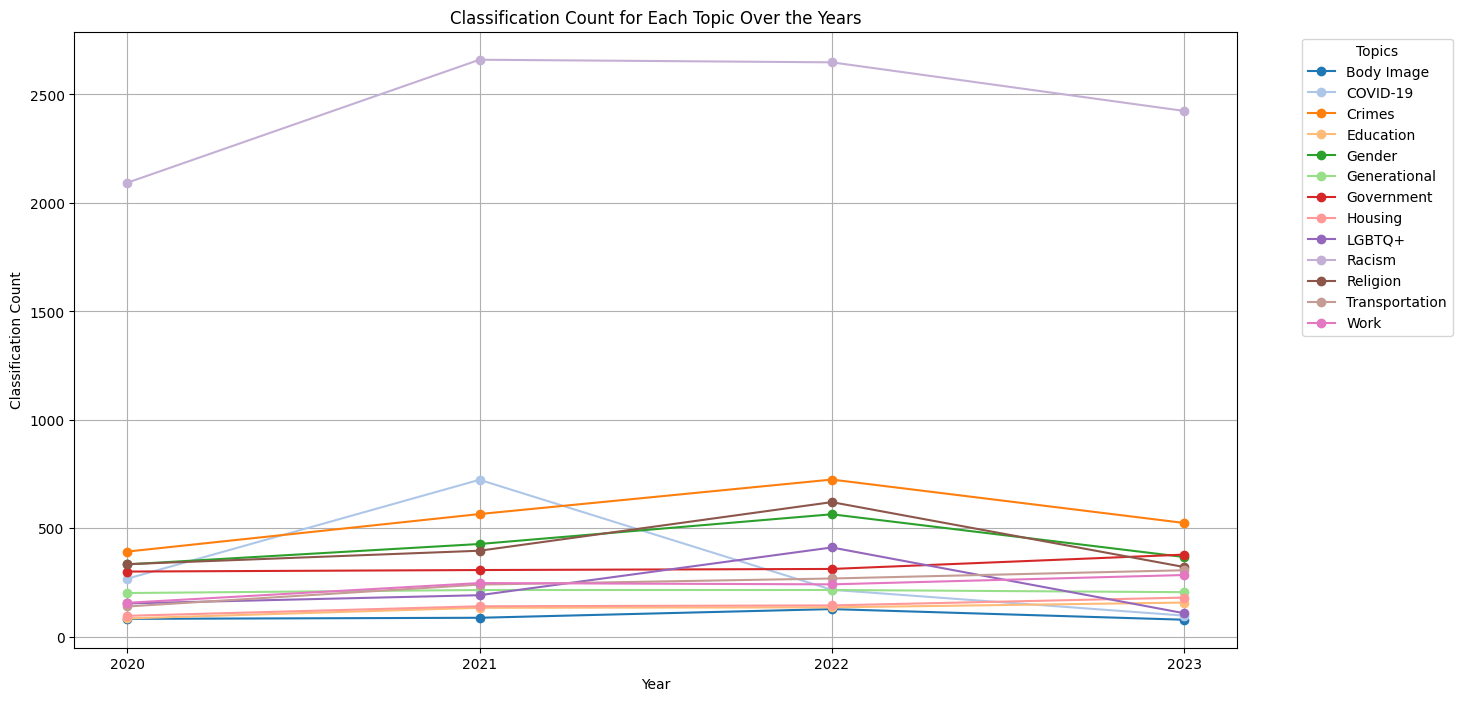 Classification Count for Each Topic Over the Years
Classification Count
2500
2000
1500
1000
500
0
2020
2021
2022
2023
Year
Topics
Body Image
COVID-19
Crimes
Education
Gender
Generational
Government
Housing
LGBTQ+
Racism
Religion
Transportation
Work